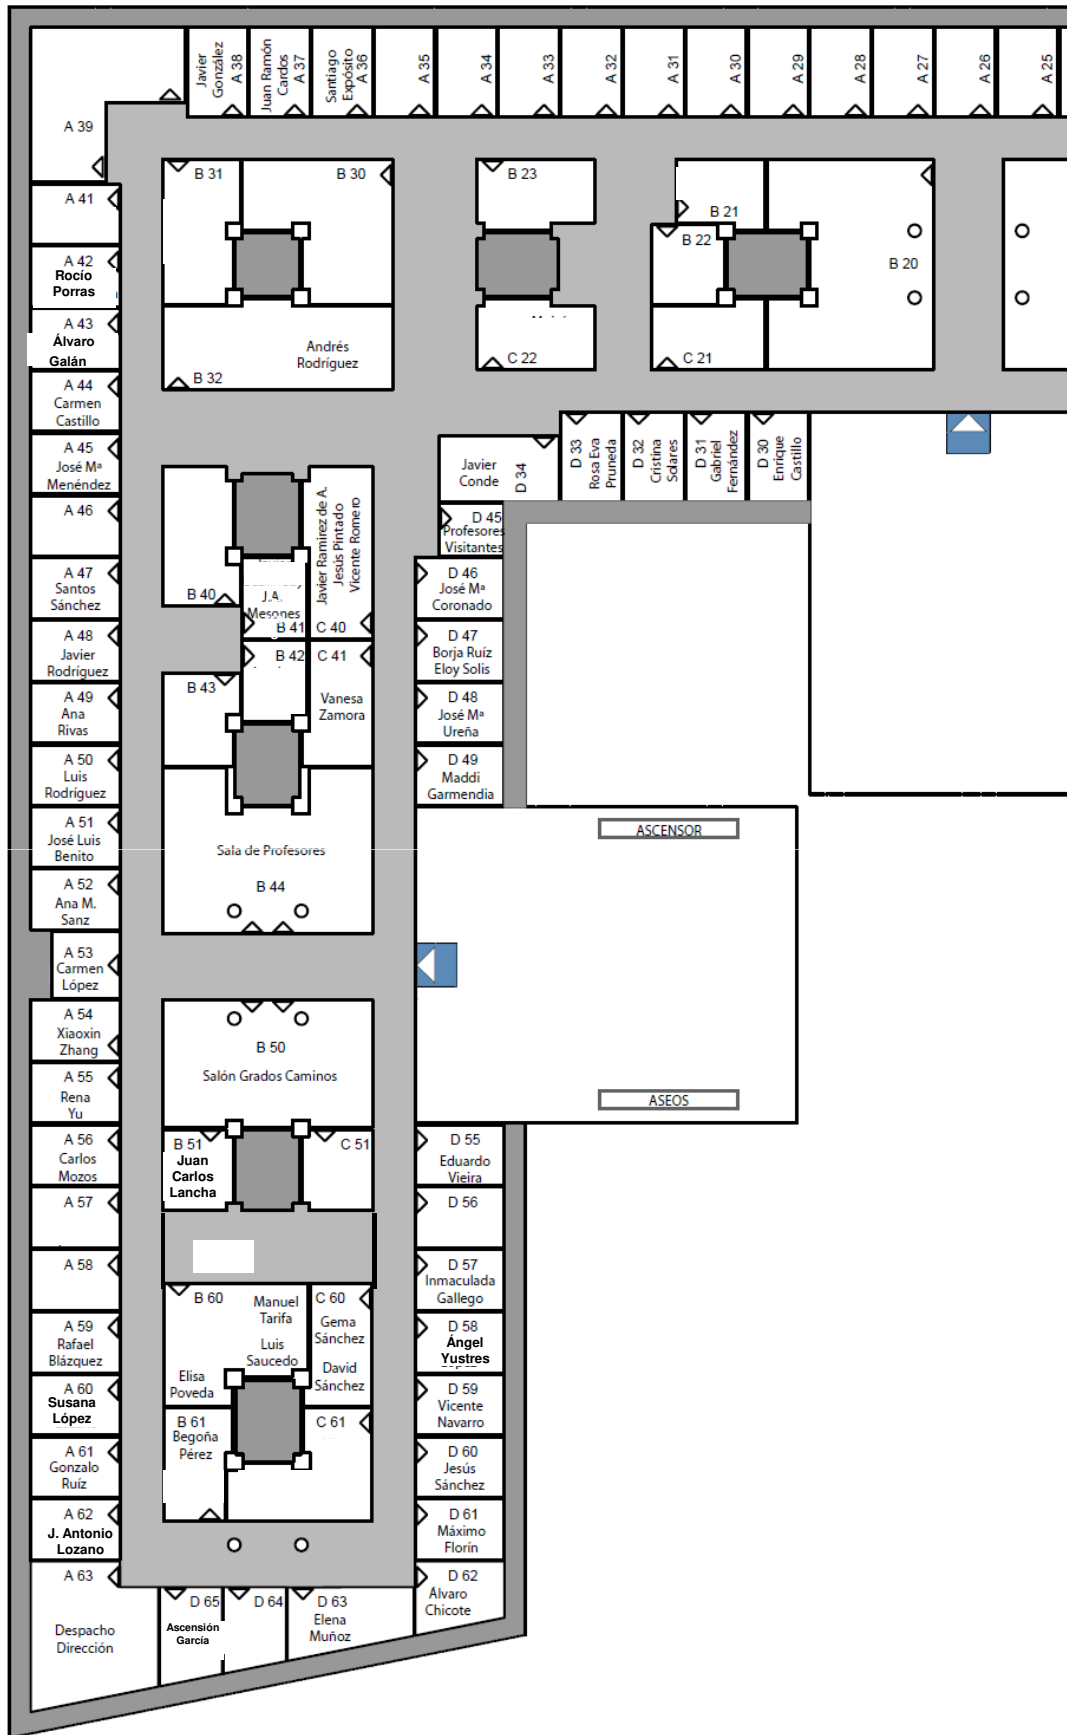 Javier
González
A 38
Juan Ramón
Cardos
A 37
Santiago
Expósito
A 36
A 35
A 34
A 33
A 32
A 31
A 30
A 29
A 28
A 27
A 26
A 25
A 39
B 31
B 30
B 23
B 21
B 22
B 20
A 41
A 42
Rocío
Porras
A 43
Álvaro
Galán
Andrés
Rodríguez
B 32
C 22
C 21
A 44
Carmen
Castillo
A 45
José Mª
Menéndez
Javier
Conde
D 34
D 33
Rosa Eva
Pruneda
D 32
Cristina
Solares
D 31
Gabriel
Fernández
D 30
Enrique
Castillo
A 46
D 45
Profesores
Visitantes
Javier Ramirez de A.
Jesús Pintado
Vicente Romero
A 47
Santos
Sánchez
B 40
J.A.
Mesones
B 41
C 40
D 46
José Mª
Coronado
A 48
Javier
Rodríguez
B 42
C 41
D 47
Borja Ruíz
Eloy Solis
A 49
Ana
Rivas
B 43
Vanesa
Zamora
D 48
José Mª
Ureña
A 50
Luis
Rodríguez
D 49
Maddi
Garmendia
A 51
José Luis
Benito
Sala de Profesores
B 44
ASCENSOR
A 52
Ana M.
Sanz
A 53
Carmen
López
A 54
Xiaoxin
Zhang
B 50
Salón Grados Caminos
A 55
Rena
Yu
ASEOS
A 56
Carlos
Mozos
B 51
Juan
Carlos
Lancha
C 51
D 55
Eduardo
Vieira
A 57
D 56
A 58
D 57
Inmaculada
Gallego
B 60
Manuel
Tarifa
Luis
Saucedo
Elisa
Poveda
C 60
Gema
Sánchez
David
Sánchez
A 59
Rafael
Blázquez
D 58
Ángel
Yustres
A 60
Susana
López
D 59
Vicente
Navarro
B 61
Begoña
Pérez
C 61
A 61
Gonzalo
Ruíz
D 60
Jesús
Sánchez
A 62
J. Antonio
Lozano
D 61
Máximo
Florín
A 63
Despacho
Dirección
D 65
Ascensión
García
D 64
D 63
Elena
Muñoz
D 62
Álvaro
Chicote